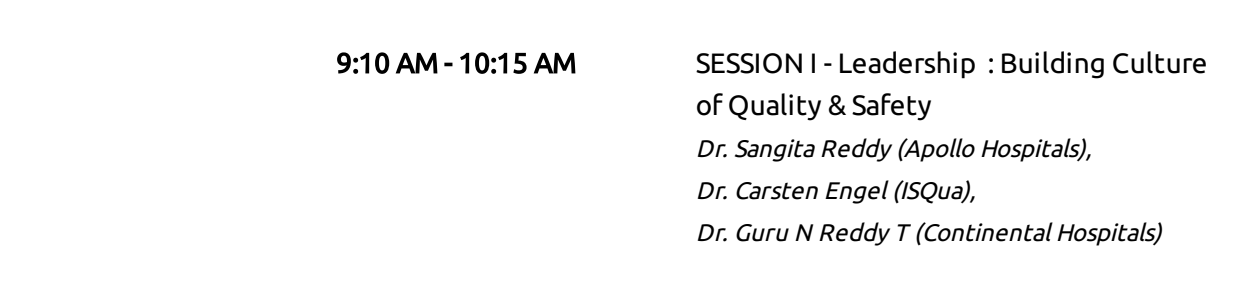 9:10 AM - 10:15 AM
SESSION I - Leadership : Building Culture
of Quality & Safety
Dr. Sangita Reddy (Apollo Hospitals),
Dr. Carsten Engel (ISQua),
Dr. Guru N Reddy T (Continental Hospitals)